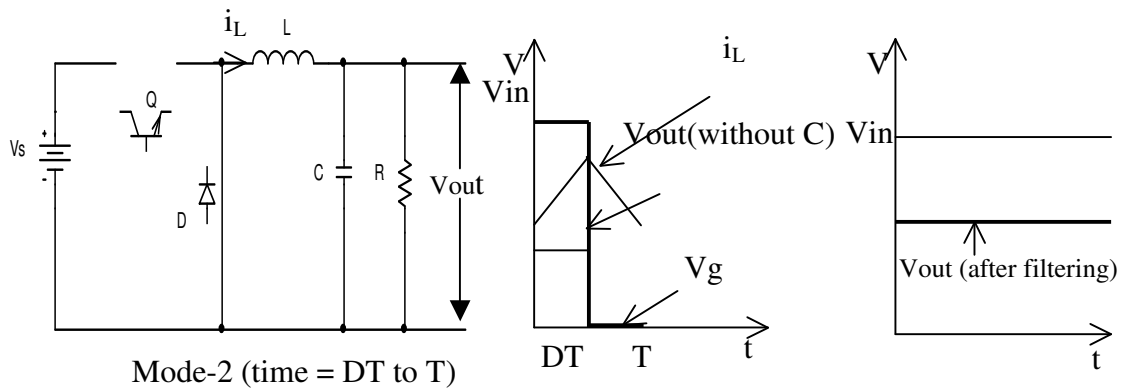 iL
L
Q
Vs
+
-
D
C
R
Vout
Mode-2 (time = DT to T)
V
Vin
iL
Vout(without C)
Vg
DT
T
t
V
Vin
Vout (after filtering)
t